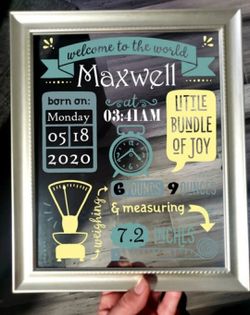 welcome to the world
Maxwell
born on:
Monday
05 18
2020
at
03:41AM
LITTLE
BUNDLE
OF JOY
weighing
6 POUNDS 9 OUNCES
& measuring
7.2 INCHES